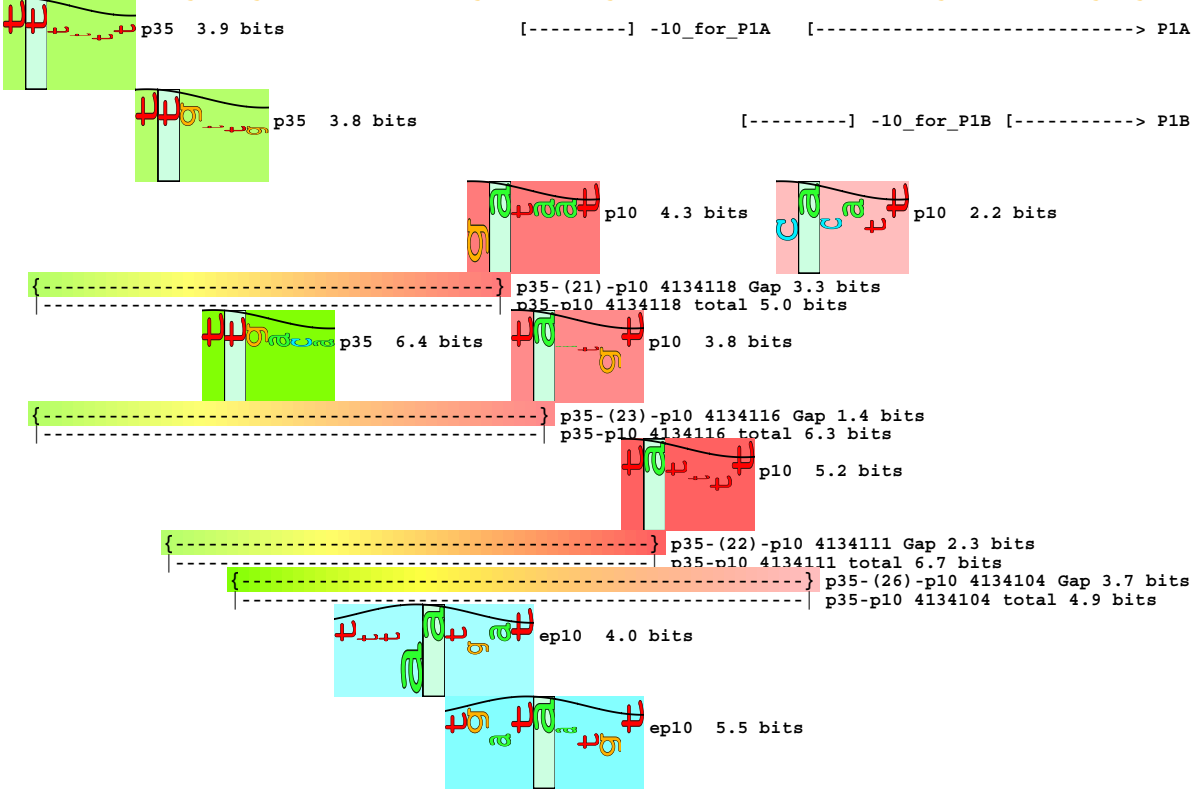 p35 3.9 bits [---------] -10_for_P1A [-----------------------------> P1A
p35 3.8 bits [---------] -10_for_P1B [-----------> P1B
p10 4.3 bits
p10 2.2 bits
p35-(21)-p10 4134118 Gap 3.3 bits
p35-p10 4134118 total 5.0 bits
p35 6.4 bits
p10 3.8 bits
p35-(23)-p10 4134116 Gap 1.4 bits
p35-p10 4134116 total 6.3 bits
p10 5.2 bits
p35-(22)-p10 4134111 Gap 2.3 bits
p35-p10 4134111 total 6.7 bits
p35-(26)-p10 4134104 Gap 3.7 bits
p35-p10 4134104 total 4.9 bits
ep10 4.0 bits
ep10 5.5 bits